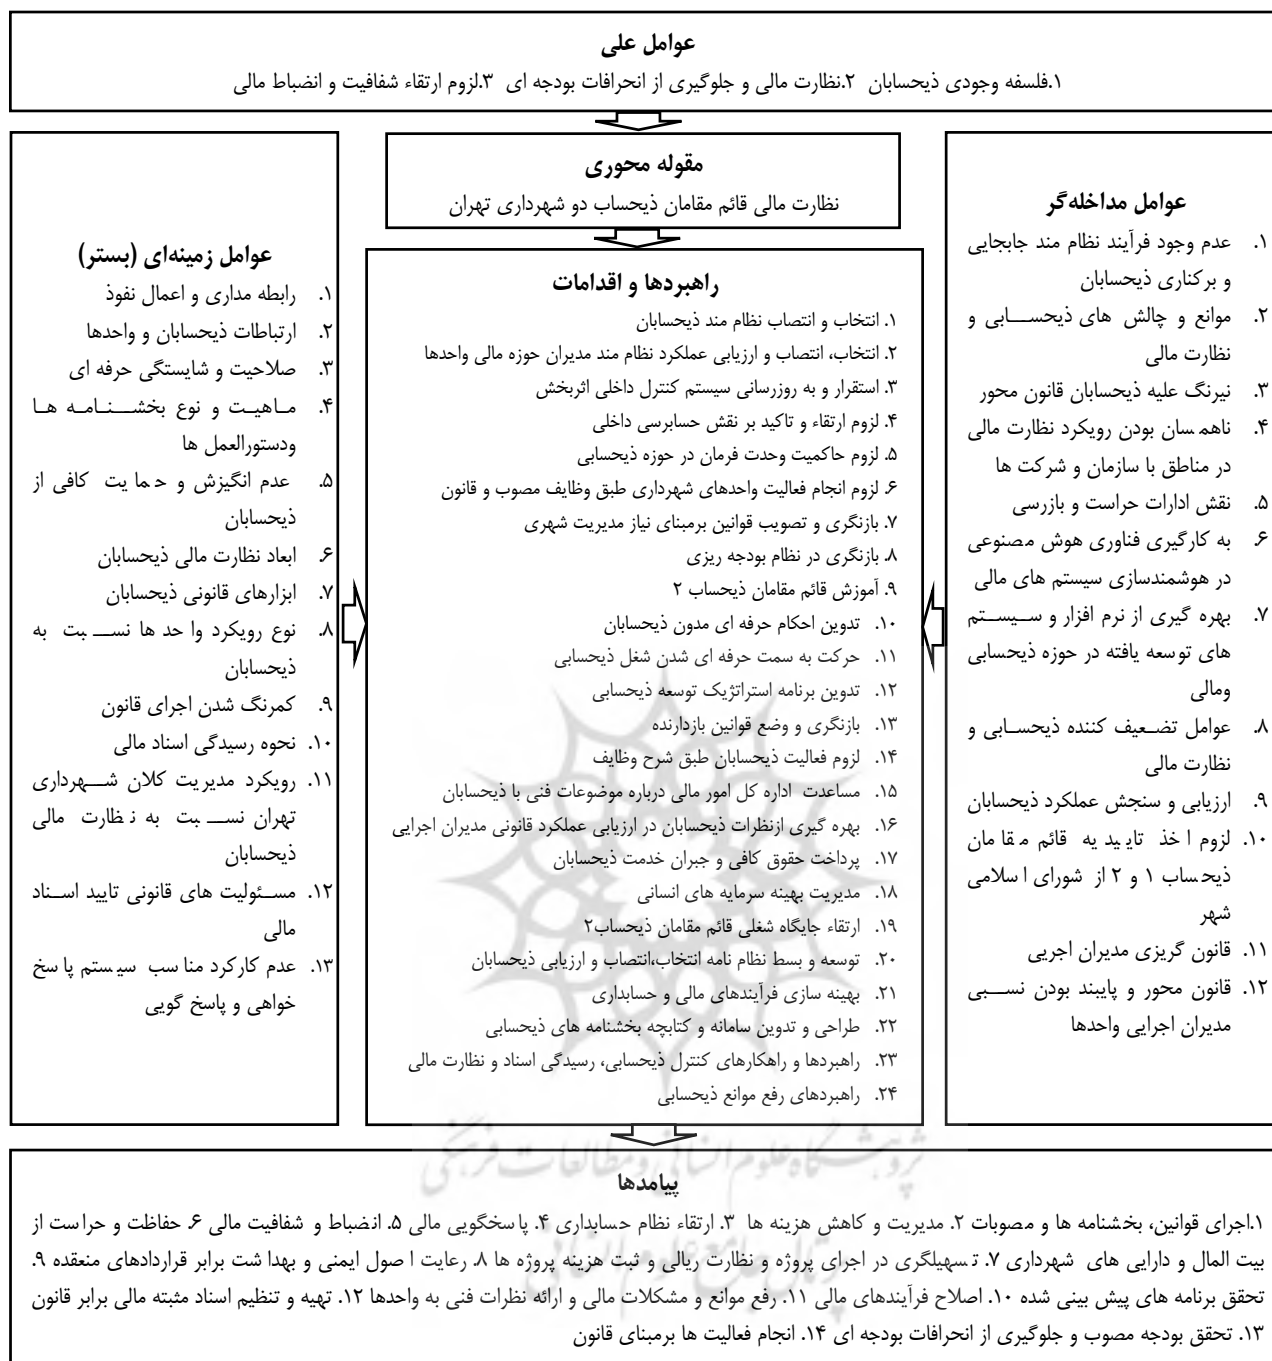 عوامل علی
۱.فلسفه وجودی ذیحسابان ۲.نظارت مالی و جلوگیری از انحرافات بودجه ای ۳.لزوم ارتقاء شفافیت و انضباط مالی
مقوله محوری
نظارت مالی قائم مقامان ذیحساب دو شهرداری تهران
عوامل مداخله‌گر
۱. عدم وجود فرآیند نظام مند جابجایی
و برکناری ذیحسابان
۲. موانع و چالش های ذیحسابی و
نظارت مالی
۳. نیرنگ علیه ذیحسابان قانون محور
۴. ناهمسان بودن رویکرد نظارت مالی
در مناطق با سازمان و شرکت ها
۵. نقش ادارات حراست و بازرسی
۶. به کارگیری فناوری هوش مصنوعی
در هوشمندسازی سیستم های مالی
۷. بهره گیری از نرم افزار و سیستم
های توسعه یافته در حوزه ذیحسابی
ومالی
۸. عوامل تضعیف کننده ذیحسابی و
نظارت مالی
۹. ارزیابی و سنجش عملکرد ذیحسابان
۱۰. لزوم اخذ تاییدیه قائم مقامان
ذیحساب ۱ و ۲ از شورای اسلامی
شهر
۱۱. قانون گریزی مدیران اجریی
۱۲. قانون محور و پایبند بودن نسبی
مدیران اجرایی واحدها
راهبردها و اقدامات
۱. انتخاب و انتصاب نظام مند ذیحسابان
۲. انتخاب، انتصاب و ارزیابی عملکرد نظام مند مدیران حوزه مالی واحدها
۳. استقرار و به روزرسانی سیستم کنترل داخلی اثربخش
۴. لزوم ارتقاء و تاکید بر نقش حسابرسی داخلی
۵. لزوم حاکمیت وحدت فرمان در حوزه ذیحسابی
۶. لزوم انجام فعالیت واحدهای شهرداری طبق وظایف مصوب و قانون
۷. بازنگری و تصویب قوانین برمبنای نیاز مدیریت شهری
۸. بازنگری در نظام بودجه ریزی
۹. آموزش قائم مقامان ذیحساب ۲
۱۰. تدوین احکام حرفه ای مدون ذیحسابان
۱۱. حرکت به سمت حرفه ای شدن شغل ذیحسابی
۱۲. تدوین برنامه استراتژیک توسعه ذیحسابی
۱۳. بازنگری و وضع قوانین بازدارنده
۱۴. لزوم فعالیت ذیحسابان طبق شرح وظایف
۱۵. مساعدت اداره کل امور مالی درباره موضوعات فنی با ذیحسابان
۱۶. بهره گیری ازنظرات ذیحسابان در ارزیابی عملکرد قانونی مدیران اجرایی
۱۷. پرداخت حقوق کافی و جبران خدمت ذیحسابان
۱۸. مدیریت بهینه سرمایه های انسانی
۱۹. ارتقاء جایگاه شغلی قائم مقامان ذیحساب۲
۲۰. توسعه و بسط نظام نامه انتخاب،انتصاب و ارزیابی ذیحسابان
۲۱. بهینه سازی فرآیندهای مالی و حسابداری
۲۲. طراحی و تدوین سامانه و کتابچه بخشنامه های ذیحسابی
۲۳. راهبردها و راهکارهای کنترل ذیحسابی، رسیدگی اسناد و نظارت مالی
۲۴. راهبردهای رفع موانع ذیحسابی
عوامل زمینه‌ای (بستر)
۱. رابطه مداری و اعمال نفوذ
۲. ارتباطات ذیحسابان و واحدها
۳. صلاحیت و شایستگی حرفه ای
۴. ماهیت و نوع بخشنامه ها
ودستورالعمل ها
۵. عدم انگیزش و حمایت کافی از
ذیحسابان
۶. ابعاد نظارت مالی ذیحسابان
۷. ابزارهای قانونی ذیحسابان
۸. نوع رویکرد واحدها نسبت به
ذیحسابان
۹. کمرنگ شدن اجرای قانون
۱۰. نحوه رسیدگی اسناد مالی
۱۱. رویکرد مدیریت کلان شهرداری
تهران نسبت به نظارت مالی
ذیحسابان
۱۲. مسئولیت های قانونی تایید اسناد
مالی
۱۳. عدم کارکرد مناسب سیستم پاسخ
خواهی و پاسخ گویی
پژوهشگاه علوم انسانی و مطالعات فرهنگی
پرتال جامع علوم انسانی
پیامدها
۱.اجرای قوانین، بخشنامه ها و مصوبات ۲. مدیریت و کاهش هزینه ها ۳. ارتقاء نظام حسابداری ۴. پاسخگویی مالی ۵. انضباط و شفافیت مالی ۶. حفاظت و حراست از
بیت المال و دارایی های شهرداری ۷. تسهیلگری در اجرای پروژه و نظارت ریالی و ثبت هزینه پروژه ها ۸. رعایت اصول ایمنی و بهداشت برابر قراردادهای منعقده ۹.
تحقق برنامه های پیش بینی شده ۱۰. اصلاح فرآیندهای مالی ۱۱. رفع موانع و مشکلات مالی و ارائه نظرات فنی به واحدها ۱۲. تهیه و تنظیم اسناد مثبته مالی برابر قانون
۱۳. تحقق بودجه مصوب و جلوگیری از انحرافات بودجه ای ۱۴. انجام فعالیت ها برمبنای قانون